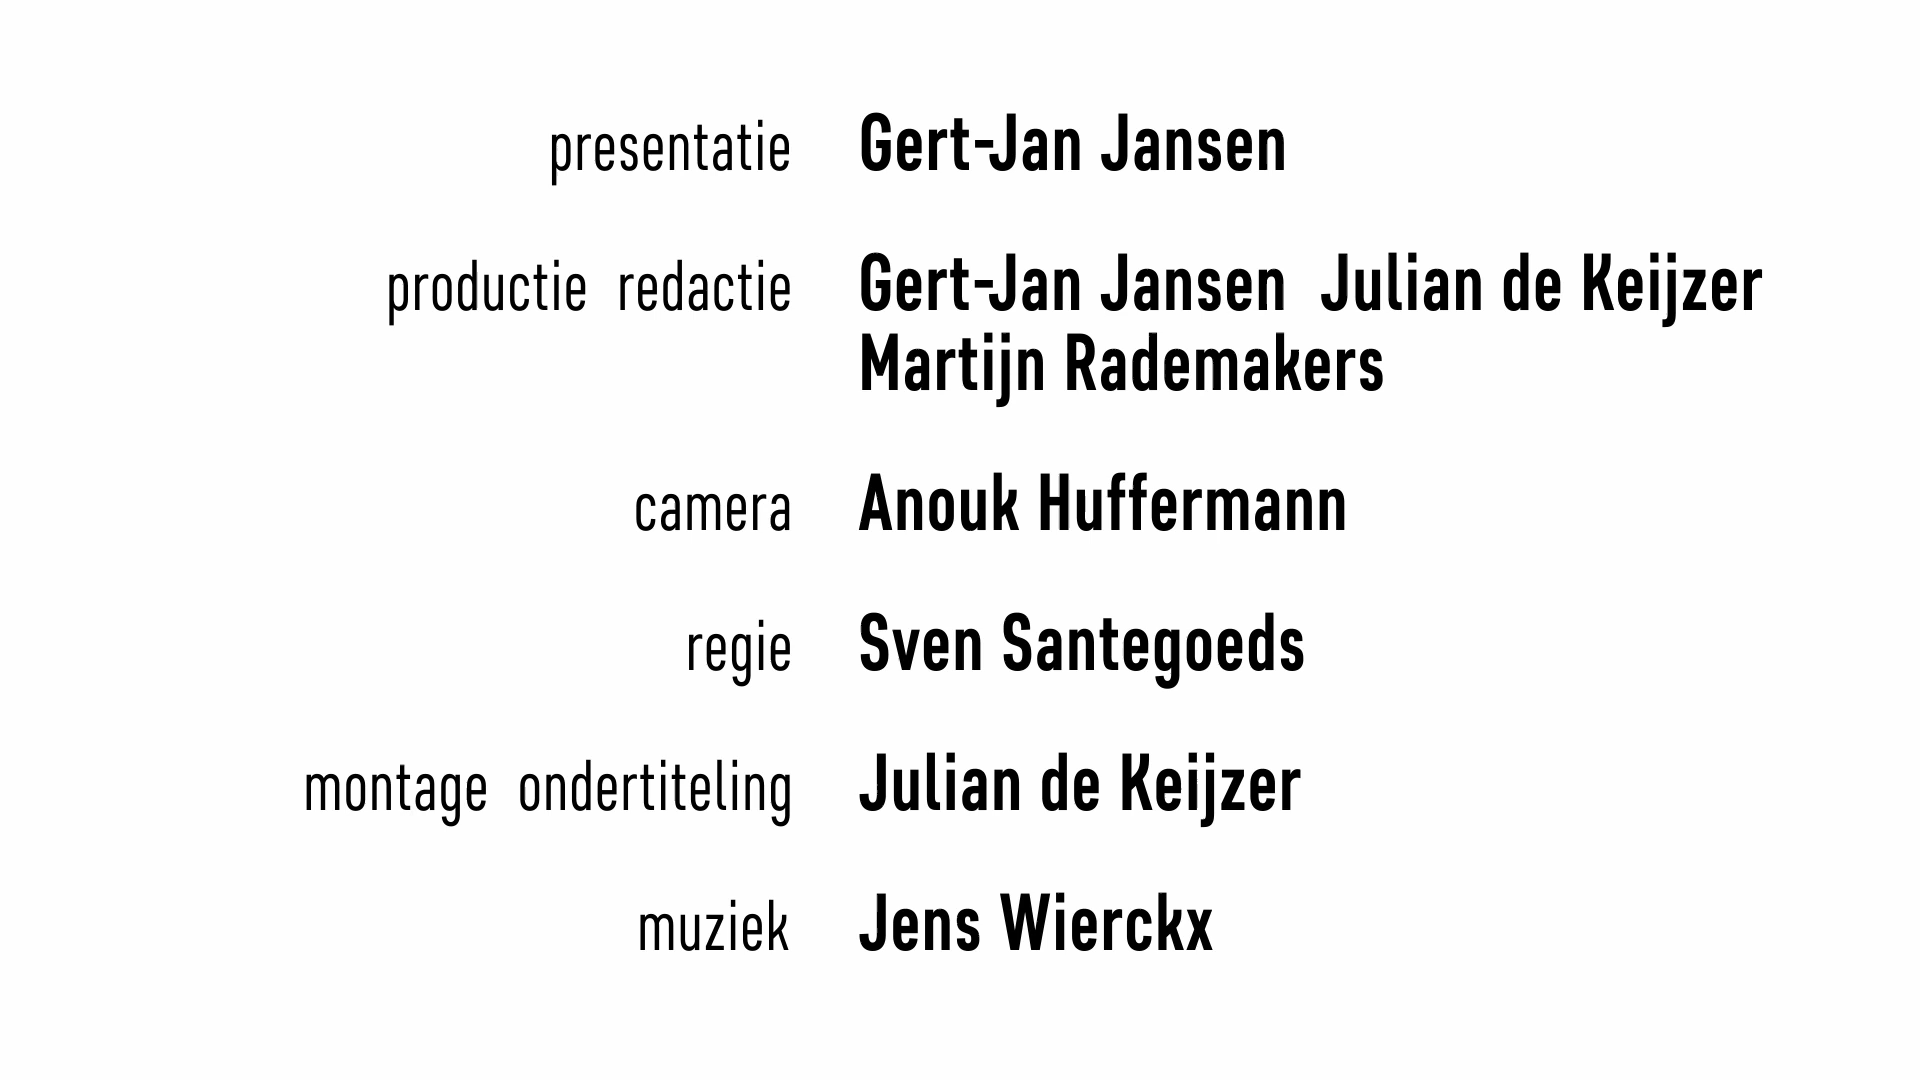 presentatie Gert-Jan Jansen
productie redactie Gert-Jan Jansen Julian de Keijzer
Martijn Rademakers
camera Anouk Huffermann
regie Sven Santegoeds
montage ondertiteling Julian de Keijzer
muziek Jens Wierckx